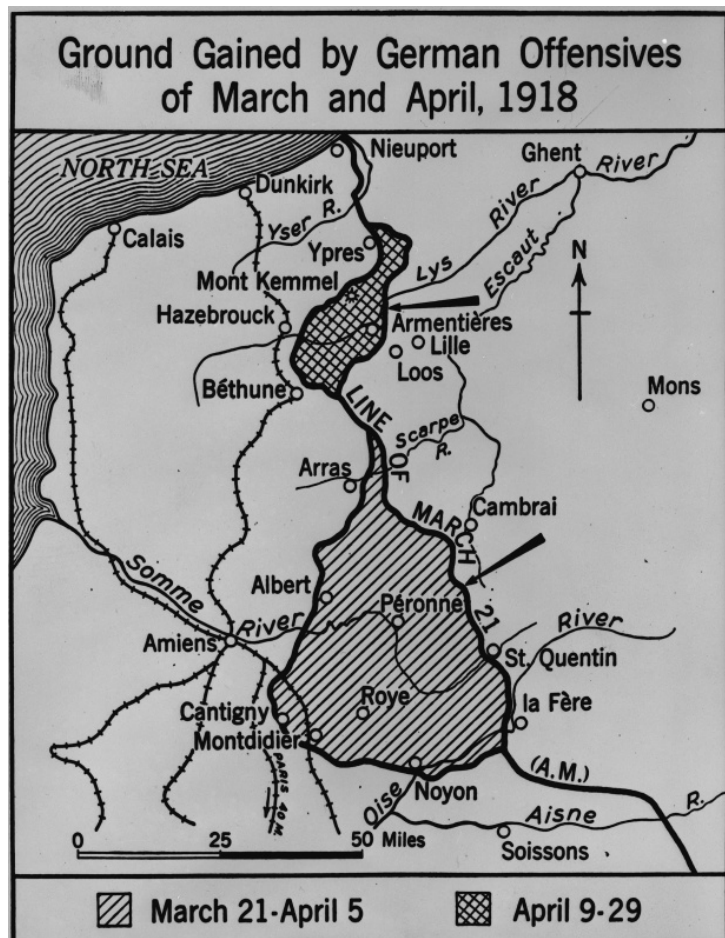 Ground Gained by German Offensives
of March and April, 1918
NORTH SEA
Nieuport
Ghent
River
Dunkirk
River
Calais
Yser R.
Ypres
Lys
Escaut
N
Mont Kemmel
Hazebrouck
Armentières
Lille
Loos
Béthune
Mons
LINE OF MARCH 21
Scarpe
R.
Arras
Cambrai
Somme
Albert
Péronne
River
Amiens
River
St. Quentin
Cantigny
Roye
la Fère
Montdidier
(A.M.)
PARIS 40 M.
Noyon
Oise
Aisne
R.
0 25 50 Miles
Soissons
March 21-April 5
April 9-29